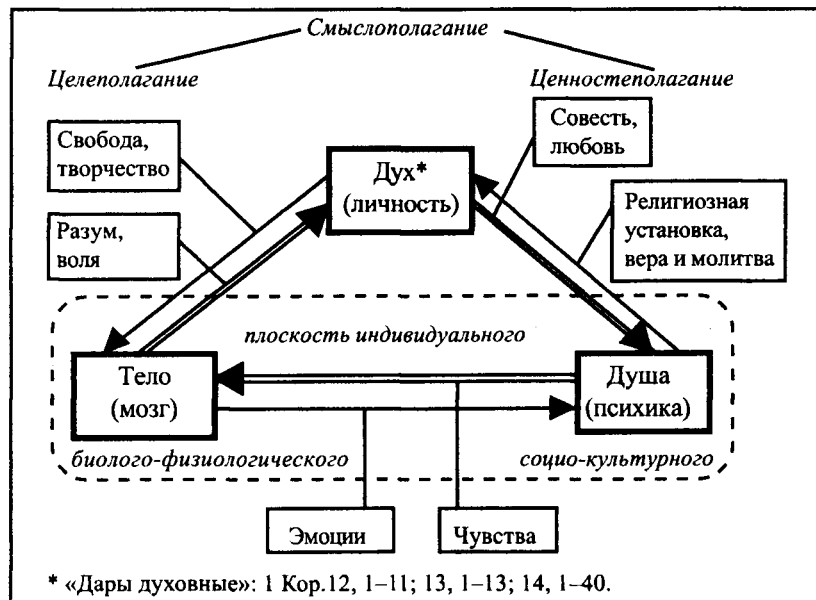 Смыслополагание
Целеполагание
Ценностеполагание
Свобода,
творчество
Совесть,
любовь
Дух*
(личность)
Разум,
воля
Религиозная
установка,
вера и молитва
плоскость индивидуального
Тело
(мозг)
Душа
(психика)
биолого-физиологического
социо-культурного
Эмоции
Чувства
* «Дары духовные»: 1 Кор.12, 1–11; 13, 1–13; 14, 1–40.